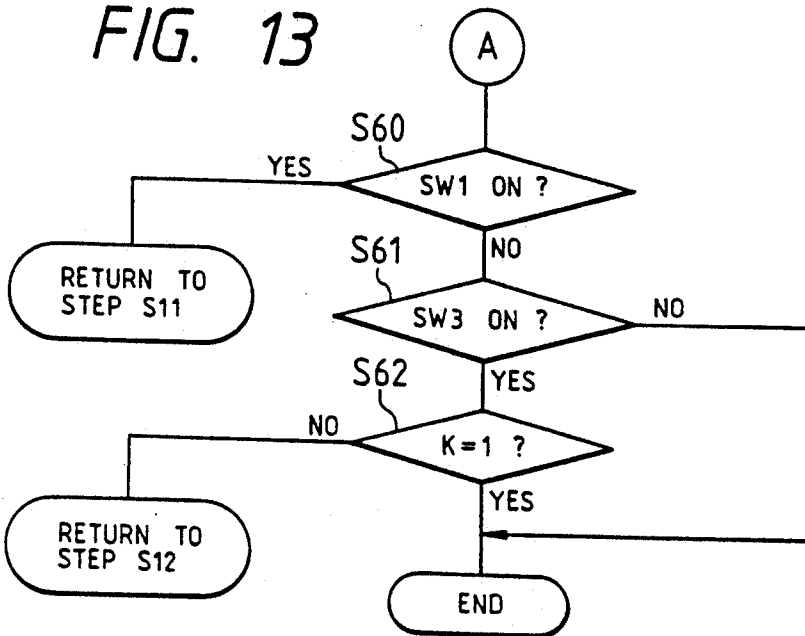 FIG. 13
A
S60
YES
SW1 ON ?
NO
RETURN TO
STEP S11
S61
SW3 ON ?
NO
YES
S62
NO
K=1 ?
YES
RETURN TO
STEP S12
END